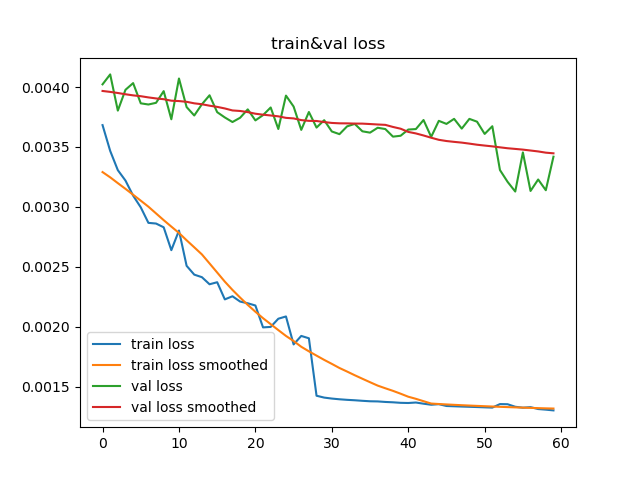 train&val loss
0.0040
0.0035
0.0030
0.0025
0.0020
0.0015
train loss
train loss smoothed
val loss
val loss smoothed
0 10 20 30 40 50 60